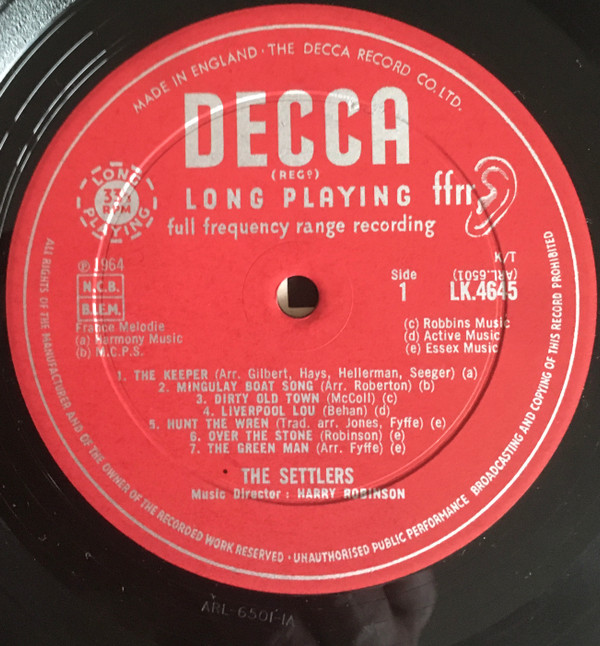 MADE IN ENGLAND · THE DECCA RECORD CO. LTD.
DECCA
(REGD)
LONG PLAYING ffrr
full frequency range recording
LONG
33⅓
RPM
PLAYING
℗ 1964
N.C.B.
B.I.E.M.
France Melodie
(a) Harmony Music
(b) M.C.P.S.
K/T
(ARL.6501)
Side
1 LK.4645
(c) Robbins Music
(d) Active Music
(e) Essex Music
1. THE KEEPER (Arr. Gilbert, Hays, Hellerman, Seeger) (a)
2. MINGULAY BOAT SONG (Arr. Roberton) (b)
3. DIRTY OLD TOWN (McColl) (c)
4. LIVERPOOL LOU (Behan) (d)
5. HUNT THE WREN (Trad. arr. Jones, Fyffe) (e)
6. OVER THE STONE (Robinson) (e)
7. THE GREEN MAN (Arr. Fyffe) (e)
THE SETTLERS
Music Director : HARRY ROBINSON
ALL RIGHTS OF THE MANUFACTURER AND OF THE OWNER OF THE RECORDED WORK RESERVED · UNAUTHORISED PUBLIC PERFORMANCE BROADCASTING AND COPYING OF THIS RECORD PROHIBITED
ARL-6501-1A